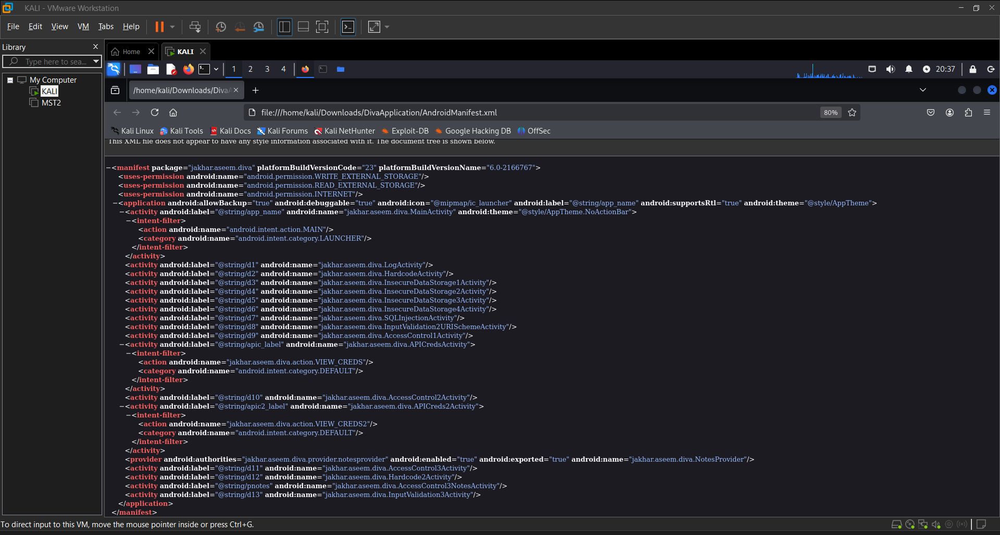 KALI - VMware Workstation
File Edit View VM Tabs Help
Library
Type here to sea...
My Computer
KALI
MST2
Home KALI
1 2 3 4 20:37
/home/kali/Downloads/DivaA
file:///home/kali/Downloads/DivaApplication/AndroidManifest.xml 80%
Kali Linux Kali Tools Kali Docs Kali Forums Kali NetHunter Exploit-DB Google Hacking DB OffSec
This XML file does not appear to have any style information associated with it. The document tree is shown below.
−<manifest package="jakhar.aseem.diva" platformBuildVersionCode="23" platformBuildVersionName="6.0-2166767">
<uses-permission android:name="android.permission.WRITE_EXTERNAL_STORAGE"/>
<uses-permission android:name="android.permission.READ_EXTERNAL_STORAGE"/>
<uses-permission android:name="android.permission.INTERNET"/>
−<application android:allowBackup="true" android:debuggable="true" android:icon="@mipmap/ic_launcher" android:label="@string/app_name" android:supportsRtl="true" android:theme="@style/AppTheme">
−<activity android:label="@string/app_name" android:name="jakhar.aseem.diva.MainActivity" android:theme="@style/AppTheme.NoActionBar">
−<intent-filter>
<action android:name="android.intent.action.MAIN"/>
<category android:name="android.intent.category.LAUNCHER"/>
</intent-filter>
</activity>
<activity android:label="@string/d1" android:name="jakhar.aseem.diva.LogActivity"/>
<activity android:label="@string/d2" android:name="jakhar.aseem.diva.HardcodeActivity"/>
<activity android:label="@string/d3" android:name="jakhar.aseem.diva.InsecureDataStorage1Activity"/>
<activity android:label="@string/d4" android:name="jakhar.aseem.diva.InsecureDataStorage2Activity"/>
<activity android:label="@string/d5" android:name="jakhar.aseem.diva.InsecureDataStorage3Activity"/>
<activity android:label="@string/d6" android:name="jakhar.aseem.diva.InsecureDataStorage4Activity"/>
<activity android:label="@string/d7" android:name="jakhar.aseem.diva.SQLInjectionActivity"/>
<activity android:label="@string/d8" android:name="jakhar.aseem.diva.InputValidation2URISchemeActivity"/>
<activity android:label="@string/d9" android:name="jakhar.aseem.diva.AccessControl1Activity"/>
−<activity android:label="@string/apic_label" android:name="jakhar.aseem.diva.APICredsActivity">
−<intent-filter>
<action android:name="jakhar.aseem.diva.action.VIEW_CREDS"/>
<category android:name="android.intent.category.DEFAULT"/>
</intent-filter>
</activity>
<activity android:label="@string/d10" android:name="jakhar.aseem.diva.AccessControl2Activity"/>
−<activity android:label="@string/apic2_label" android:name="jakhar.aseem.diva.APICreds2Activity">
−<intent-filter>
<action android:name="jakhar.aseem.diva.action.VIEW_CREDS2"/>
<category android:name="android.intent.category.DEFAULT"/>
</intent-filter>
</activity>
<provider android:authorities="jakhar.aseem.diva.provider.notesprovider" android:enabled="true" android:exported="true" android:name="jakhar.aseem.diva.NotesProvider"/>
<activity android:label="@string/d11" android:name="jakhar.aseem.diva.AccessControl3Activity"/>
<activity android:label="@string/d12" android:name="jakhar.aseem.diva.Hardcode2Activity"/>
<activity android:label="@string/pnotes" android:name="jakhar.aseem.diva.AccessControl3NotesActivity"/>
<activity android:label="@string/d13" android:name="jakhar.aseem.diva.InputValidation3Activity"/>
</application>
</manifest>
To direct input to this VM, move the mouse pointer inside or press Ctrl+G.